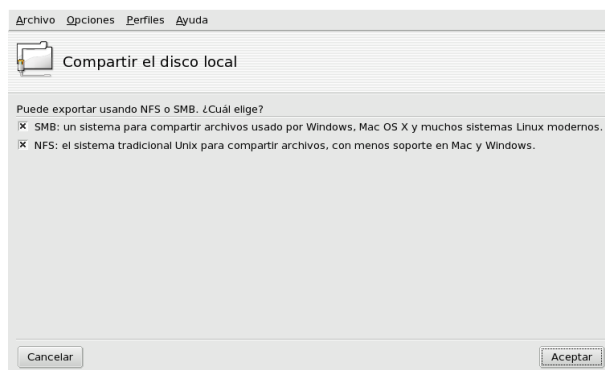 Archivo Opciones Perfiles Ayuda
Compartir el disco local
Puede exportar usando NFS o SMB. ¿Cuál elige?
SMB: un sistema para compartir archivos usado por Windows, Mac OS X y muchos sistemas Linux modernos.
NFS: el sistema tradicional Unix para compartir archivos, con menos soporte en Mac y Windows.
Cancelar Aceptar